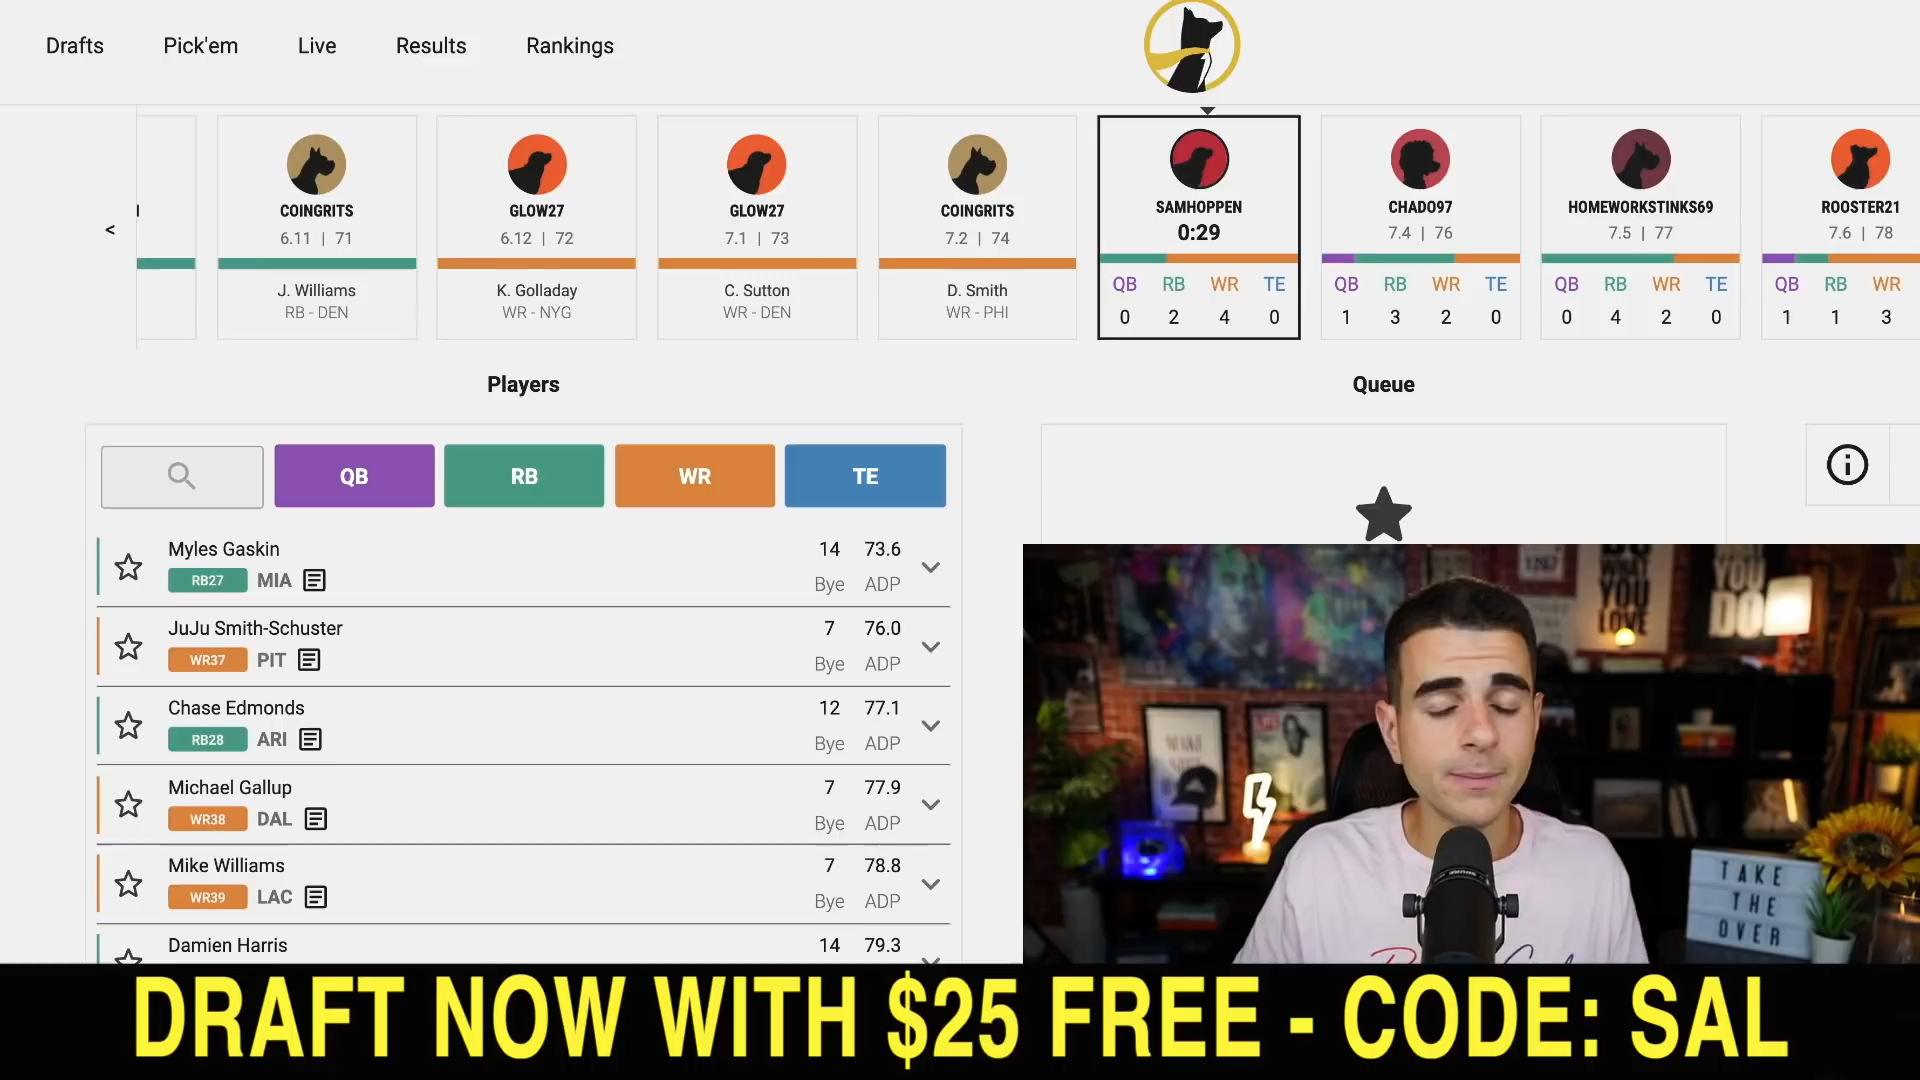 Drafts Pick'em Live Results Rankings
<
COINGRITS
6.11 | 71
J. Williams
RB - DEN
GLOW27
6.12 | 72
K. Golladay
WR - NYG
GLOW27
7.1 | 73
C. Sutton
WR - DEN
COINGRITS
7.2 | 74
D. Smith
WR - PHI
SAMHOPPEN
0:29
QB RB WR TE
0 2 4 0
CHADO97
7.4 | 76
QB RB WR TE
1 3 2 0
HOMEWORKSTINKS69
7.5 | 77
QB RB WR TE
0 4 2 0
ROOSTER21
7.6 | 78
QB RB WR
1 1 3
Players
QB RB WR TE
Myles Gaskin 14 73.6
RB27 MIA Bye ADP
JuJu Smith-Schuster 7 76.0
WR37 PIT Bye ADP
Chase Edmonds 12 77.1
RB28 ARI Bye ADP
Michael Gallup 7 77.9
WR38 DAL Bye ADP
Mike Williams 7 78.8
WR39 LAC Bye ADP
Damien Harris 14 79.3
Queue
WHAT
YOU
LOVE
YOU
DO
TAKE
THE
OVER
DRAFT NOW WITH $25 FREE - CODE: SAL